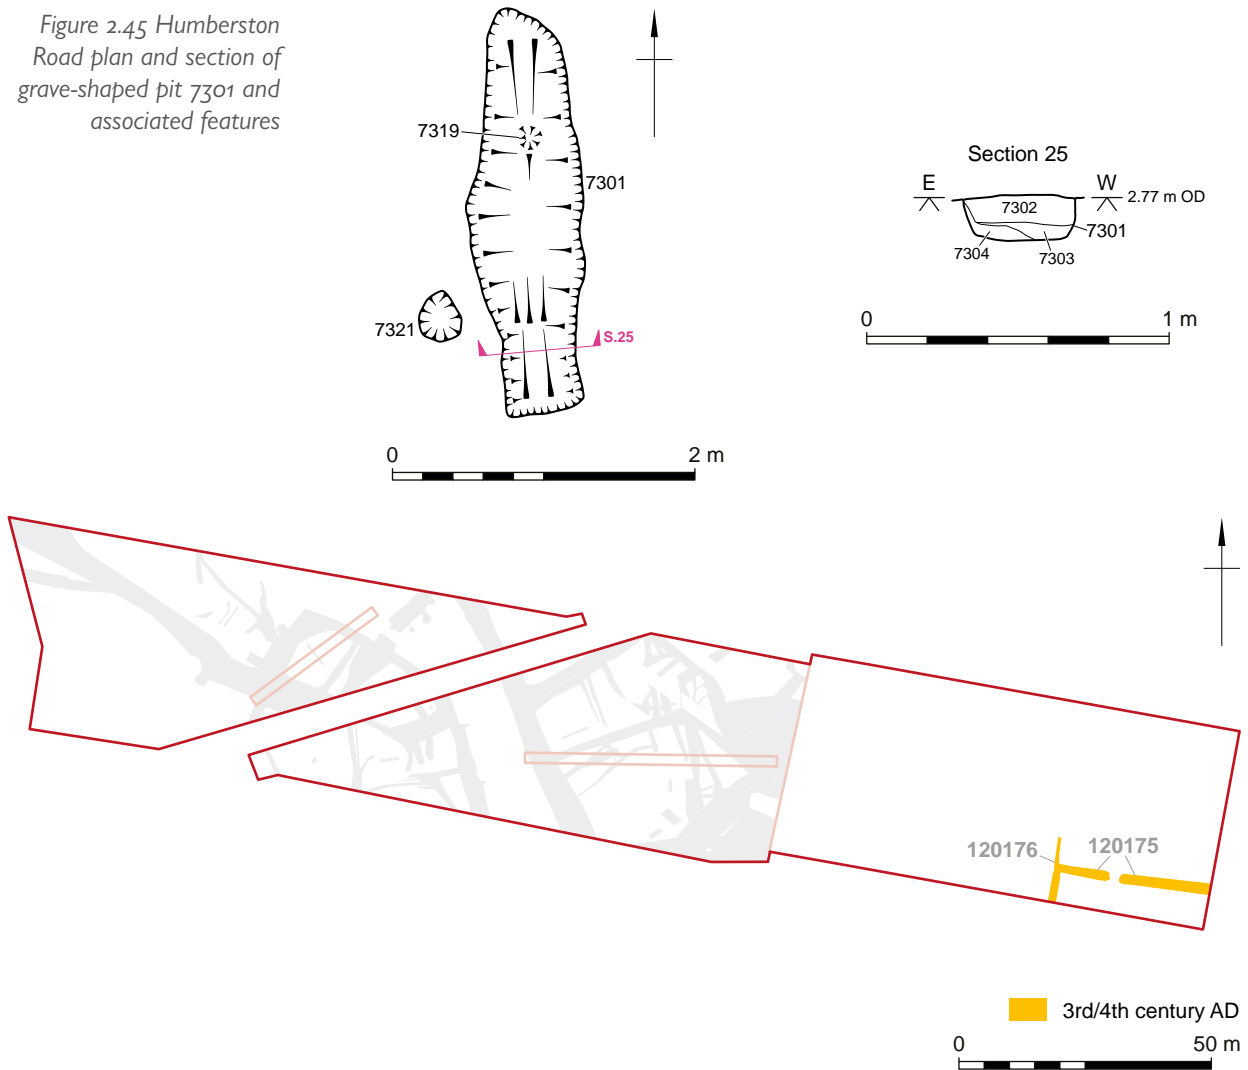 Figure 2.45 Humberston
Road plan and section of
grave-shaped pit 7301 and
associated features
7319
7301
7321
S.25
0 2 m
Section 25
E W
2.77 m OD
7302
7301
7304 7303
0 1 m
120176 120175
3rd/4th century AD
0 50 m